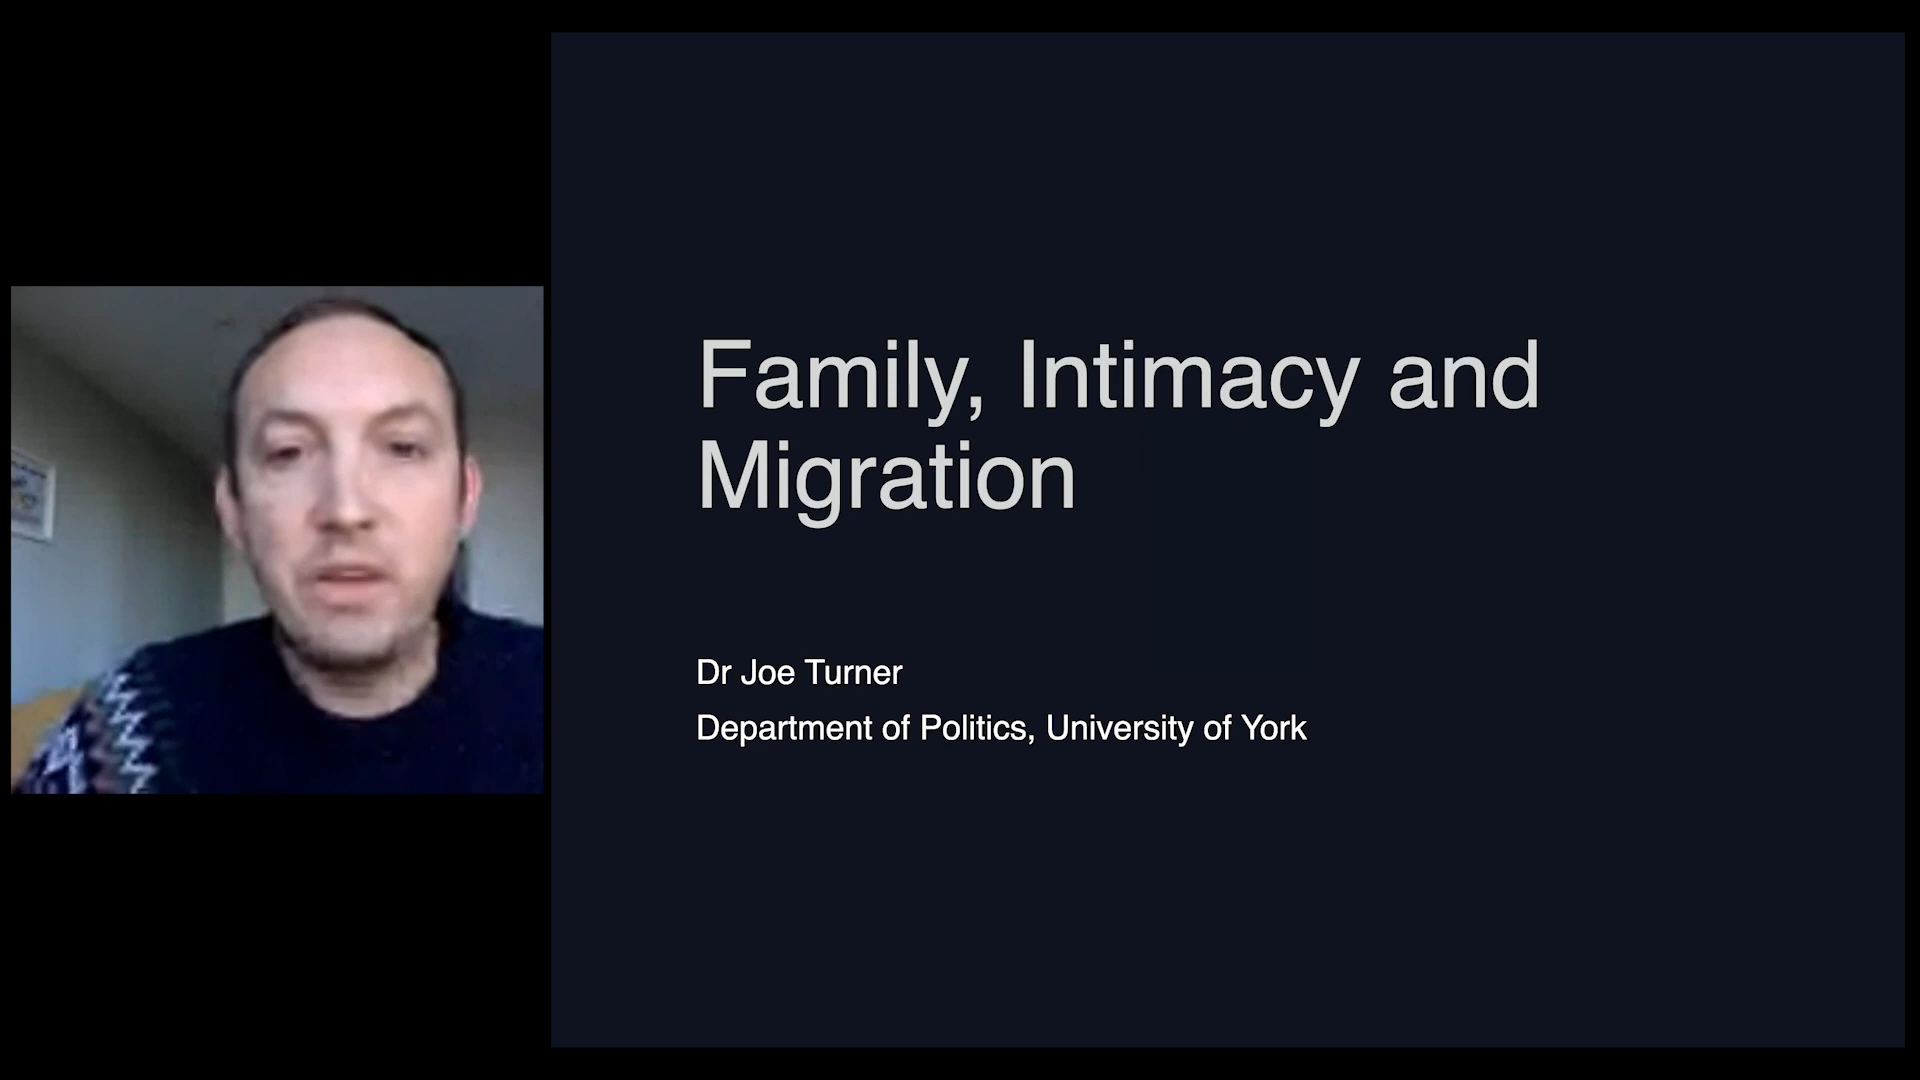 Family, Intimacy and
Migration
Dr Joe Turner
Department of Politics, University of York